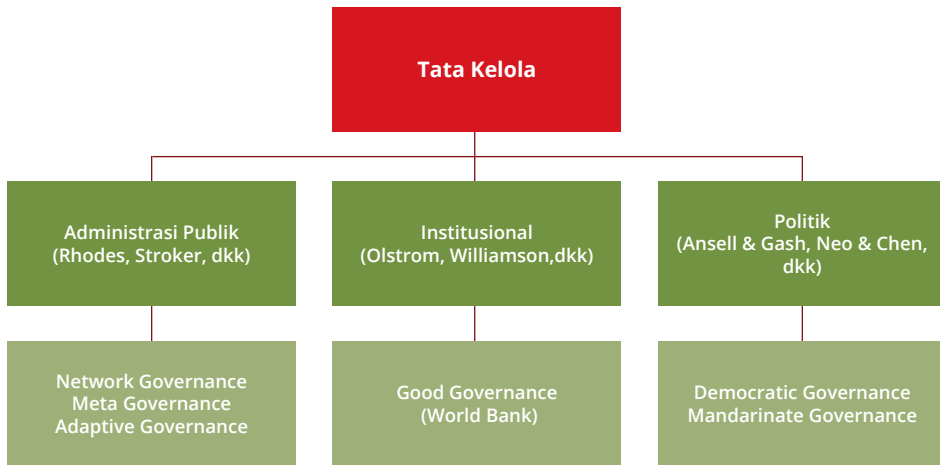 Tata Kelola
Administrasi Publik
(Rhodes, Stroker, dkk)
Institusional
(Olstrom, Williamson,dkk)
Politik
(Ansell & Gash, Neo & Chen,
dkk)
Network Governance
Meta Governance
Adaptive Governance
Good Governance
(World Bank)
Democratic Governance
Mandarinate Governance